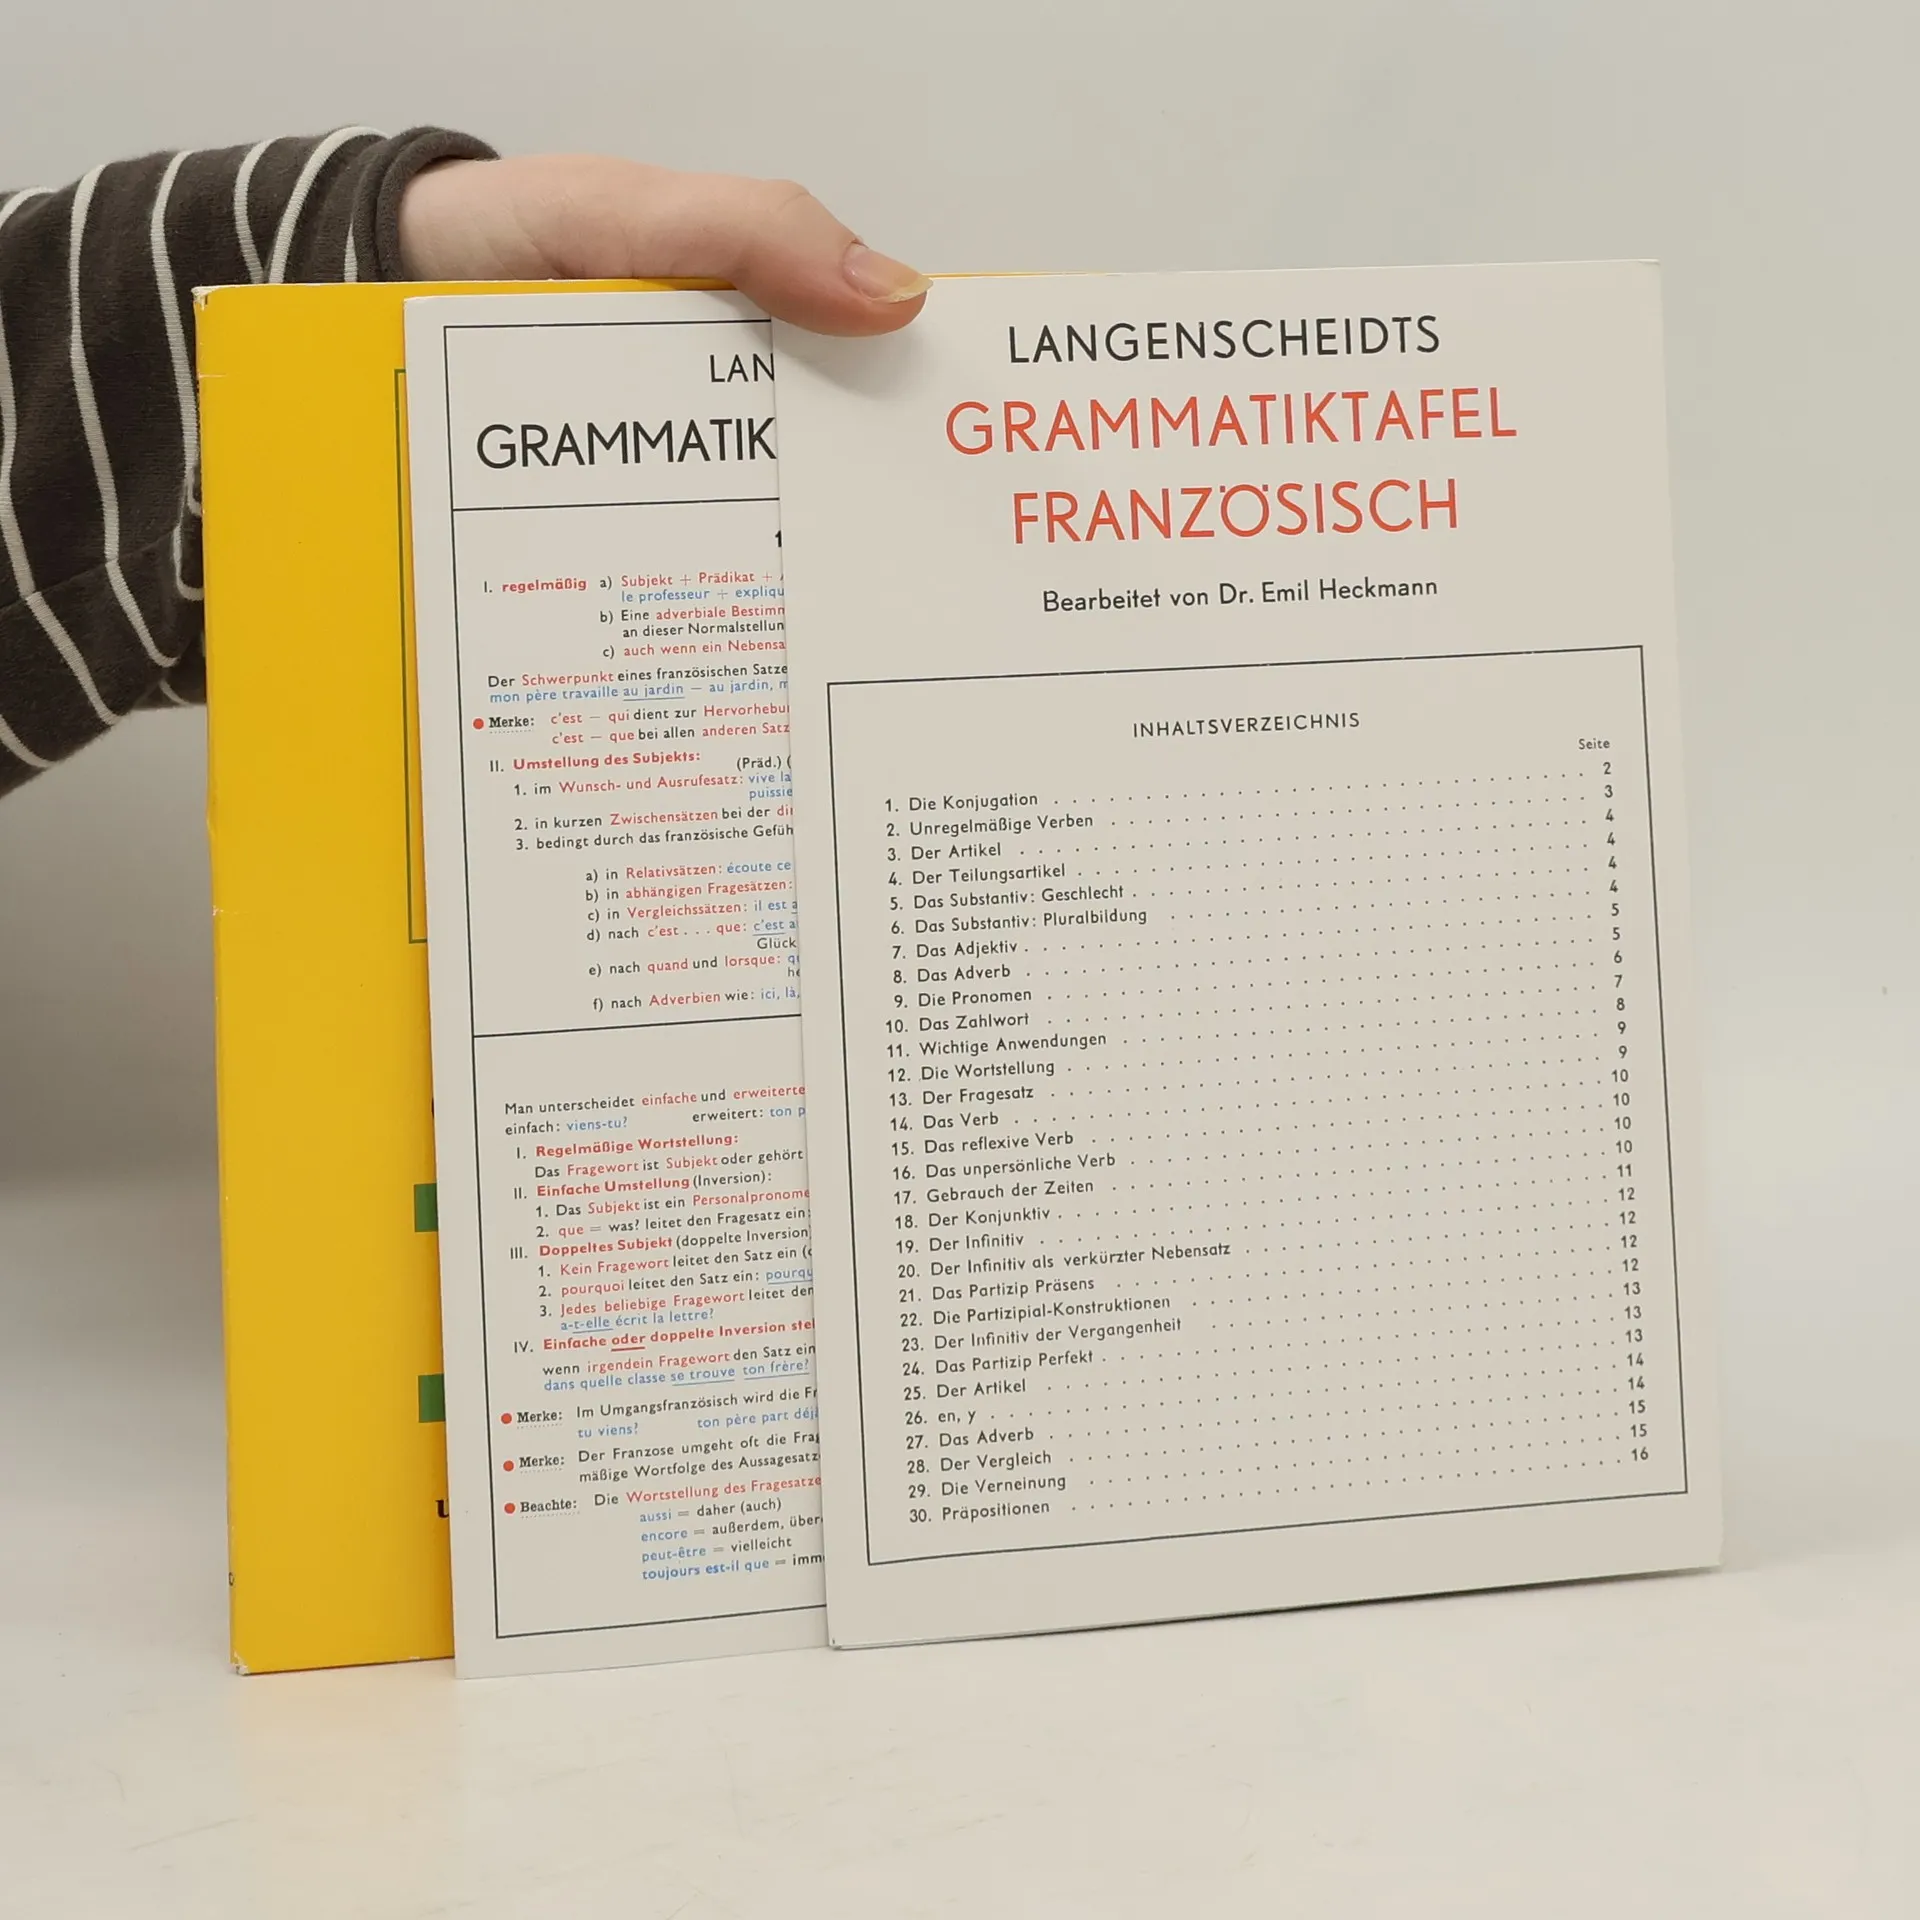 LAN
GRAMMATIK
1
I. regelmäßig a) Subjekt + Prädikat +
le professeur + expliqu
b) Eine adverbiale Bestimm
an dieser Normalstellun
c) auch wenn ein Nebensa
Der Schwerpunkt eines französischen Satze
mon père travaille au jardin — au jardin, m
Merke: c'est — qui dient zur Hervorhebu
c'est — que bei allen anderen Satz
II. Umstellung des Subjekts: (Präd.) (
1. im Wunsch- und Ausrufesatz: vive la
puissie
2. in kurzen Zwischensätzen bei der di
3. bedingt durch das französische Gefüh
a) in Relativsätzen: écoute ce
b) in abhängigen Fragesätzen:
c) in Vergleichssätzen: il est a
d) nach c'est . . . que: c'est a
Glück
e) nach quand und lorsque: q
he
f) nach Adverbien wie: ici, là,
Man unterscheidet einfache und erweiterte
einfach: viens-tu? erweitert: ton p
I. Regelmäßige Wortstellung:
Das Fragewort ist Subjekt oder gehört
II. Einfache Umstellung (Inversion):
1. Das Subjekt ist ein Personalpronome
2. que = was? leitet den Fragesatz ein:
III. Doppeltes Subjekt (doppelte Inversion
1. Kein Fragewort leitet den Satz ein (
2. pourquoi leitet den Satz ein: pourqu
3. Jedes beliebige Fragewort leitet den
a-t-elle écrit la lettre?
IV. Einfache oder doppelte Inversion ste
wenn irgendein Fragewort den Satz ein
dans quelle classe se trouve ton frère?
Merke: Im Umgangsfranzösisch wird die Fr
tu viens? ton père part déj
Merke: Der Franzose umgeht oft die Frag
mäßige Wortfolge des Aussagesatz
Beachte: Die Wortstellung des Fragesatze
aussi = daher (auch)
encore = außerdem, über
peut-être = vielleicht
toujours est-il que = imm
LANGENSCHEIDTS
GRAMMATIKTAFEL
FRANZÖSISCH
Bearbeitet von Dr. Emil Heckmann
INHALTSVERZEICHNIS
Seite
1. Die Konjugation . . . 2
2. Unregelmäßige Verben . . . 3
3. Der Artikel . . . 4
4. Der Teilungsartikel . . . 4
5. Das Substantiv: Geschlecht . . . 4
6. Das Substantiv: Pluralbildung . . . 4
7. Das Adjektiv . . . 5
8. Das Adverb . . . 5
9. Die Pronomen . . . 6
10. Das Zahlwort . . . 7
11. Wichtige Anwendungen . . . 8
12. Die Wortstellung . . . 9
13. Der Fragesatz . . . 9
14. Das Verb . . . 10
15. Das reflexive Verb . . . 10
16. Das unpersönliche Verb . . . 10
17. Gebrauch der Zeiten . . . 10
18. Der Konjunktiv . . . 11
19. Der Infinitiv . . . 12
20. Der Infinitiv als verkürzter Nebensatz . . . 12
21. Das Partizip Präsens . . . 12
22. Die Partizipial-Konstruktionen . . . 12
23. Der Infinitiv der Vergangenheit . . . 13
24. Das Partizip Perfekt . . . 13
25. Der Artikel . . . 13
26. en, y . . . 14
27. Das Adverb . . . 14
28. Der Vergleich . . . 15
29. Die Verneinung . . . 15
30. Präpositionen . . . 16